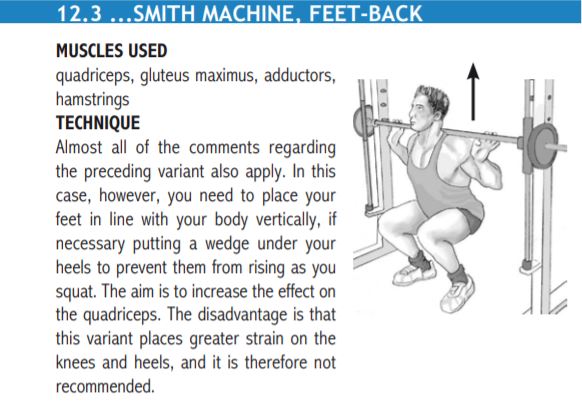 12.3 ...SMITH MACHINE, FEET-BACK
MUSCLES USED
quadriceps, gluteus maximus, adductors,
hamstrings
TECHNIQUE
Almost all of the comments regarding
the preceding variant also apply. In this
case, however, you need to place your
feet in line with your body vertically, if
necessary putting a wedge under your
heels to prevent them from rising as you
squat. The aim is to increase the effect on
the quadriceps. The disadvantage is that
this variant places greater strain on the
knees and heels, and it is therefore not
recommended.